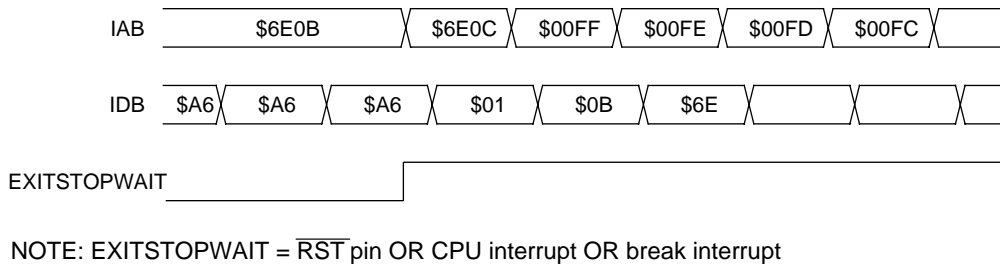 IAB $6E0B $6E0C $00FF $00FE $00FD $00FC
IDB $A6 $A6 $A6 $01 $0B $6E
EXITSTOPWAIT
NOTE: EXITSTOPWAIT = RST pin OR CPU interrupt OR break interrupt